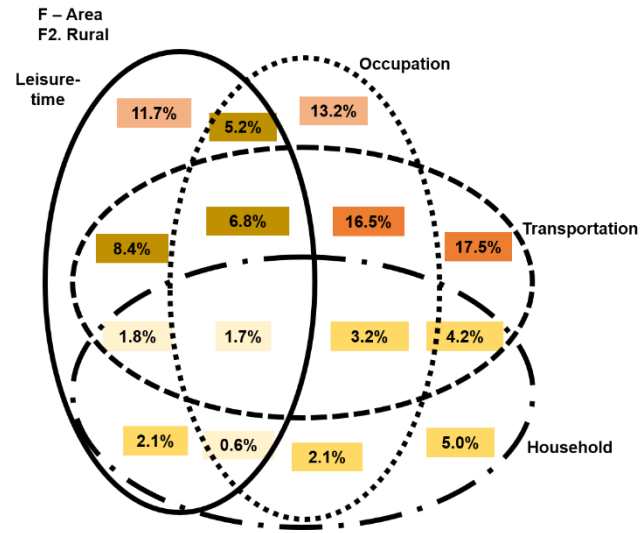 F – Area
F2. Rural
Leisure-
time
Occupation
11.7%
5.2%
13.2%
8.4%
6.8%
16.5%
17.5%
Transportation
1.8%
1.7%
3.2%
4.2%
2.1%
0.6%
2.1%
5.0%
Household